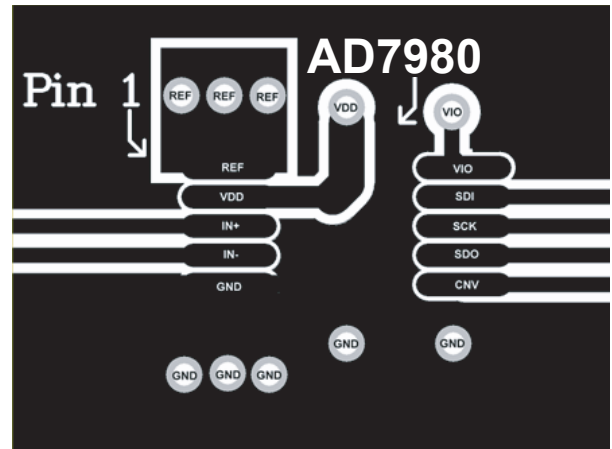 AD7980
Pin 1
REF REF REF
VDD
VIO
REF
VDD
IN+
IN-
GND
VIO
SDI
SCK
SDO
CNV
GND
GND
GND GND GND